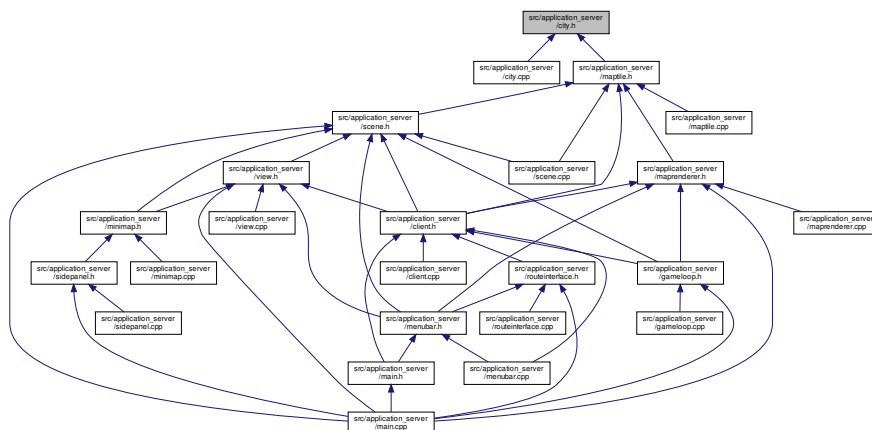 src/application_server
/city.h
src/application_server
/city.cpp
src/application_server
/maptile.h
src/application_server
/scene.h
src/application_server
/maptile.cpp
src/application_server
/view.h
src/application_server
/scene.cpp
src/application_server
/maprenderer.h
src/application_server
/minimap.h
src/application_server
/view.cpp
src/application_server
/client.h
src/application_server
/maprenderer.cpp
src/application_server
/sidepanel.h
src/application_server
/minimap.cpp
src/application_server
/client.cpp
src/application_server
/routeinterface.h
src/application_server
/gameloop.h
src/application_server
/sidepanel.cpp
src/application_server
/menubar.h
src/application_server
/routeinterface.cpp
src/application_server
/gameloop.cpp
src/application_server
/main.h
src/application_server
/menubar.cpp
src/application_server
/main.cpp